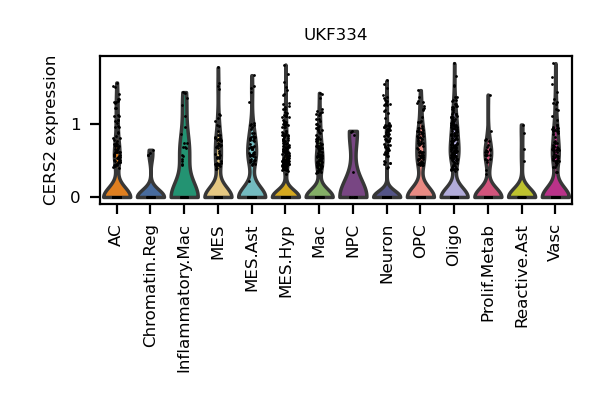 UKF334
CERS2 expression
1
0
AC
Chromatin.Reg
Inflammatory.Mac
MES
MES.Ast
MES.Hyp
Mac
NPC
Neuron
OPC
Oligo
Prolif.Metab
Reactive.Ast
Vasc